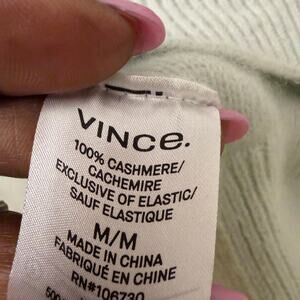 VINCE.
100% CASHMERE/
CACHEMIRE
EXCLUSIVE OF ELASTIC/
SAUF ELASTIQUE
M/M
MADE IN CHINA
FABRIQUÉ EN CHINE
RN#106730